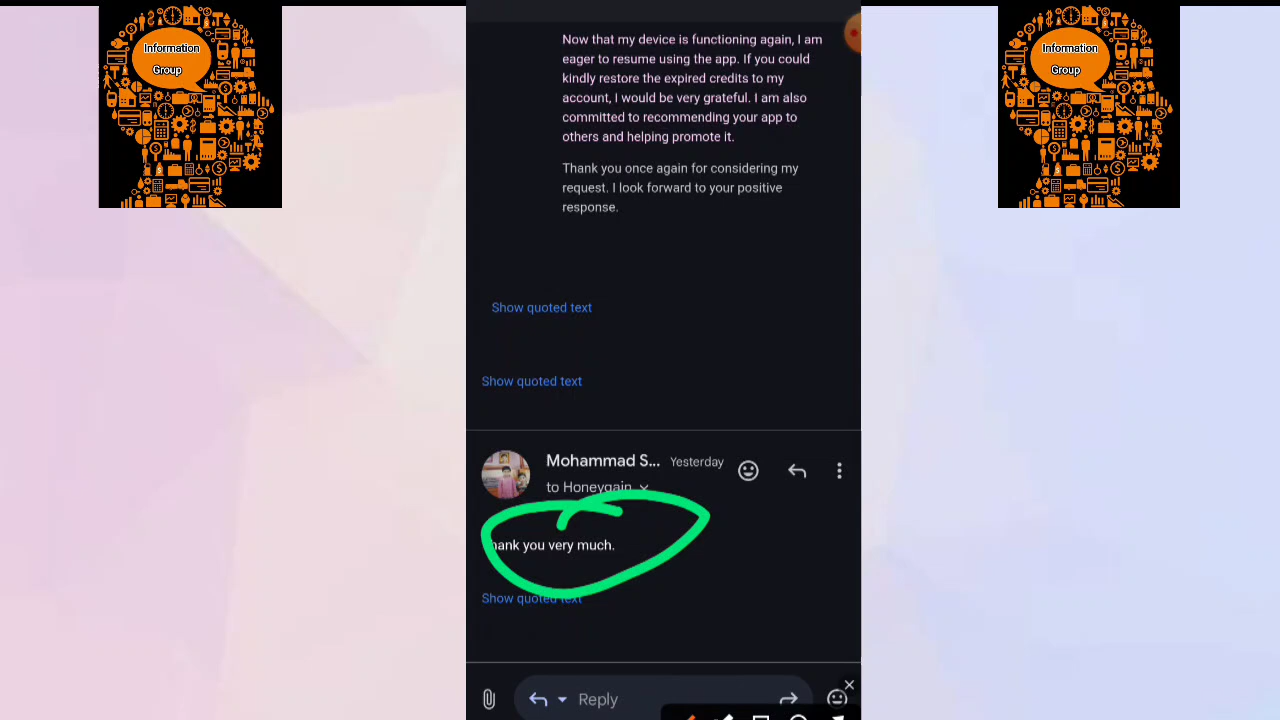 Information
Group
Information
Group
Now that my device is functioning again, I am
eager to resume using the app. If you could
kindly restore the expired credits to my
account, I would be very grateful. I am also
committed to recommending your app to
others and helping promote it.
Thank you once again for considering my
request. I look forward to your positive
response.
Show quoted text
Show quoted text
Mohammad S... Yesterday
to Honeygain
hank you very much.
Show quoted text
Reply